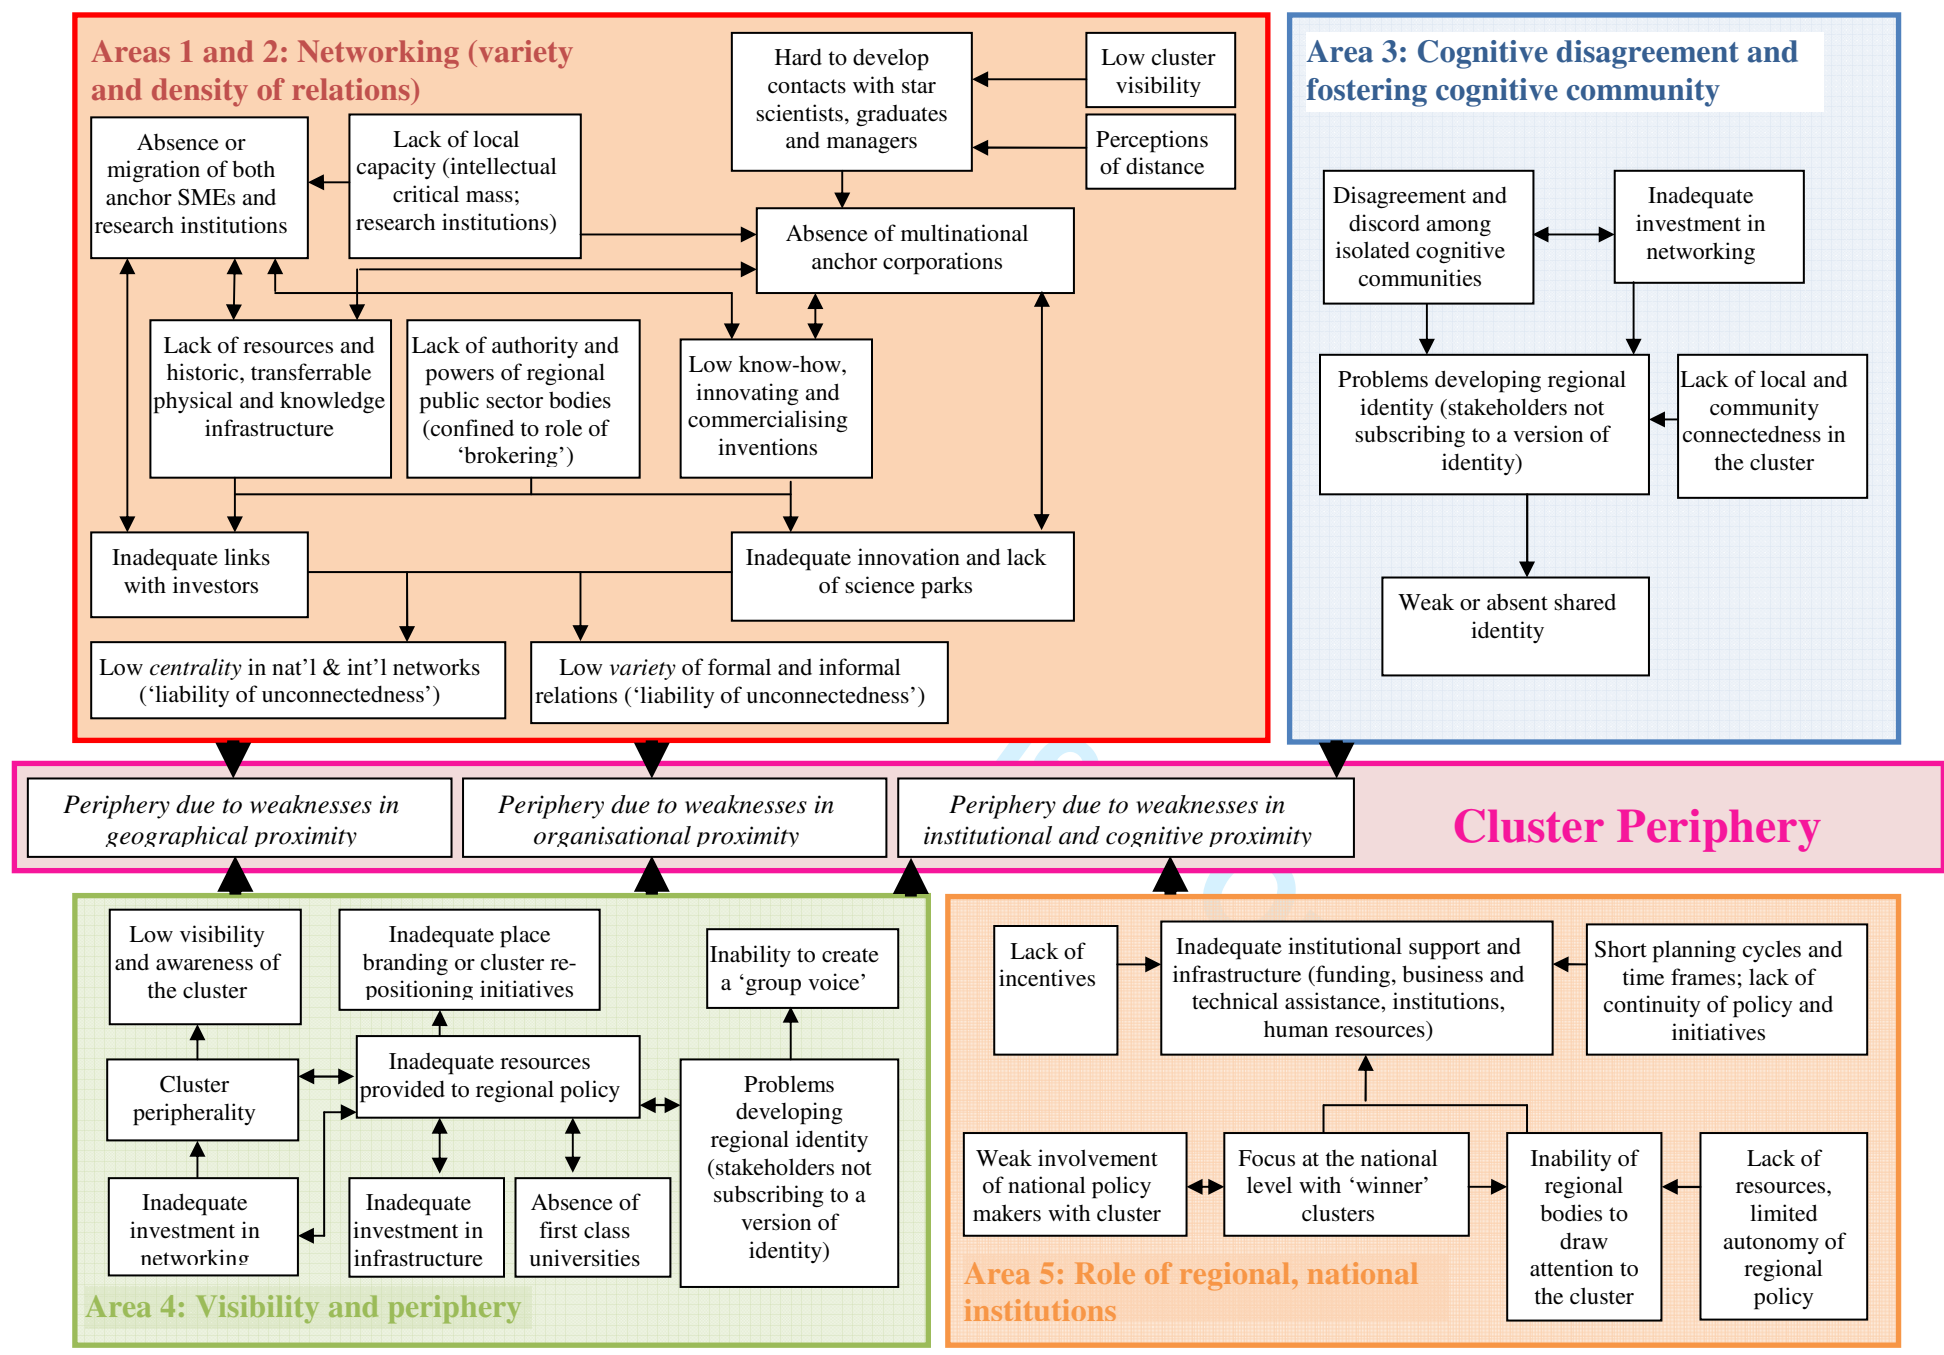 Areas 1 and 2: Networking (variety
and density of relations)
Hard to develop
contacts with star
scientists, graduates
and managers
Low cluster
visibility
Perceptions
of distance
Absence or
migration of both
anchor SMEs and
research institutions
Lack of local
capacity (intellectual
critical mass;
research institutions)
Absence of multinational
anchor corporations
Lack of resources and
historic, transferrable
physical and knowledge
infrastructure
Lack of authority and
powers of regional
public sector bodies
(confined to role of
‘brokering’)
Low know-how,
innovating and
commercialising
inventions
Inadequate links
with investors
Inadequate innovation and lack
of science parks
Low centrality in nat’l & int’l networks
(‘liability of unconnectedness’)
Low variety of formal and informal
relations (‘liability of unconnectedness’)
Area 3: Cognitive disagreement and
fostering cognitive community
Disagreement and
discord among
isolated cognitive
communities
Inadequate
investment in
networking
Problems developing regional
identity (stakeholders not
subscribing to a version of
identity)
Lack of local and
community
connectedness in
the cluster
Weak or absent shared
identity
Periphery due to weaknesses in
geographical proximity
Periphery due to weaknesses in
organisational proximity
Periphery due to weaknesses in
institutional and cognitive proximity
Cluster Periphery
Low visibility
and awareness of
the cluster
Inadequate place
branding or cluster re-
positioning initiatives
Inability to create
a ‘group voice’
Cluster
peripherality
Inadequate resources
provided to regional policy
Problems
developing
regional identity
(stakeholders not
subscribing to a
version of
identity)
Inadequate
investment in
networking
Inadequate
investment in
infrastructure
Absence of
first class
universities
Area 4: Visibility and periphery
Lack of
incentives
Inadequate institutional support and
infrastructure (funding, business and
technical assistance, institutions,
human resources)
Short planning cycles and
time frames; lack of
continuity of policy and
initiatives
Weak involvement
of national policy
makers with cluster
Focus at the national
level with ‘winner’
clusters
Inability of
regional
bodies to
draw
attention to
the cluster
Lack of
resources,
limited
autonomy of
regional
policy
Area 5: Role of regional, national
institutions